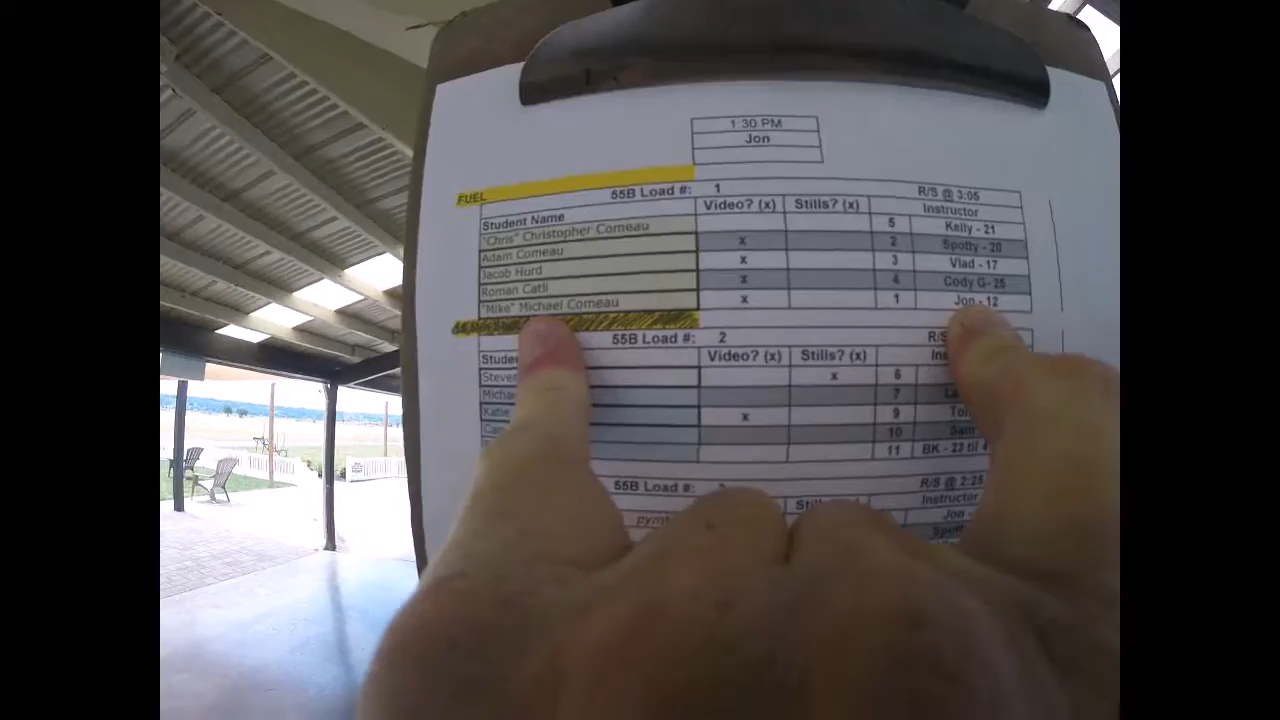 1:30 PM
Jon
FUEL
55B Load #: 1 R/S @ 3:05
Student Name Video? (x) Stills? (x) Instructor
"Chris" Christopher Comeau 5 Kelly - 21
Adam Comeau x 2 Spotty - 20
Jacob Hurd x 3 Vlad - 17
Roman Catli x 4 Cody G - 25
"Mike" Michael Comeau x 1 Jon - 12
55B Load #: 2 R/S
Video? (x) Stills? (x)
x 6
7
Katie x 9
10 Sam
11 BK - 23 til
55B Load #: R/S @ 2:28
Instructor
Jon -